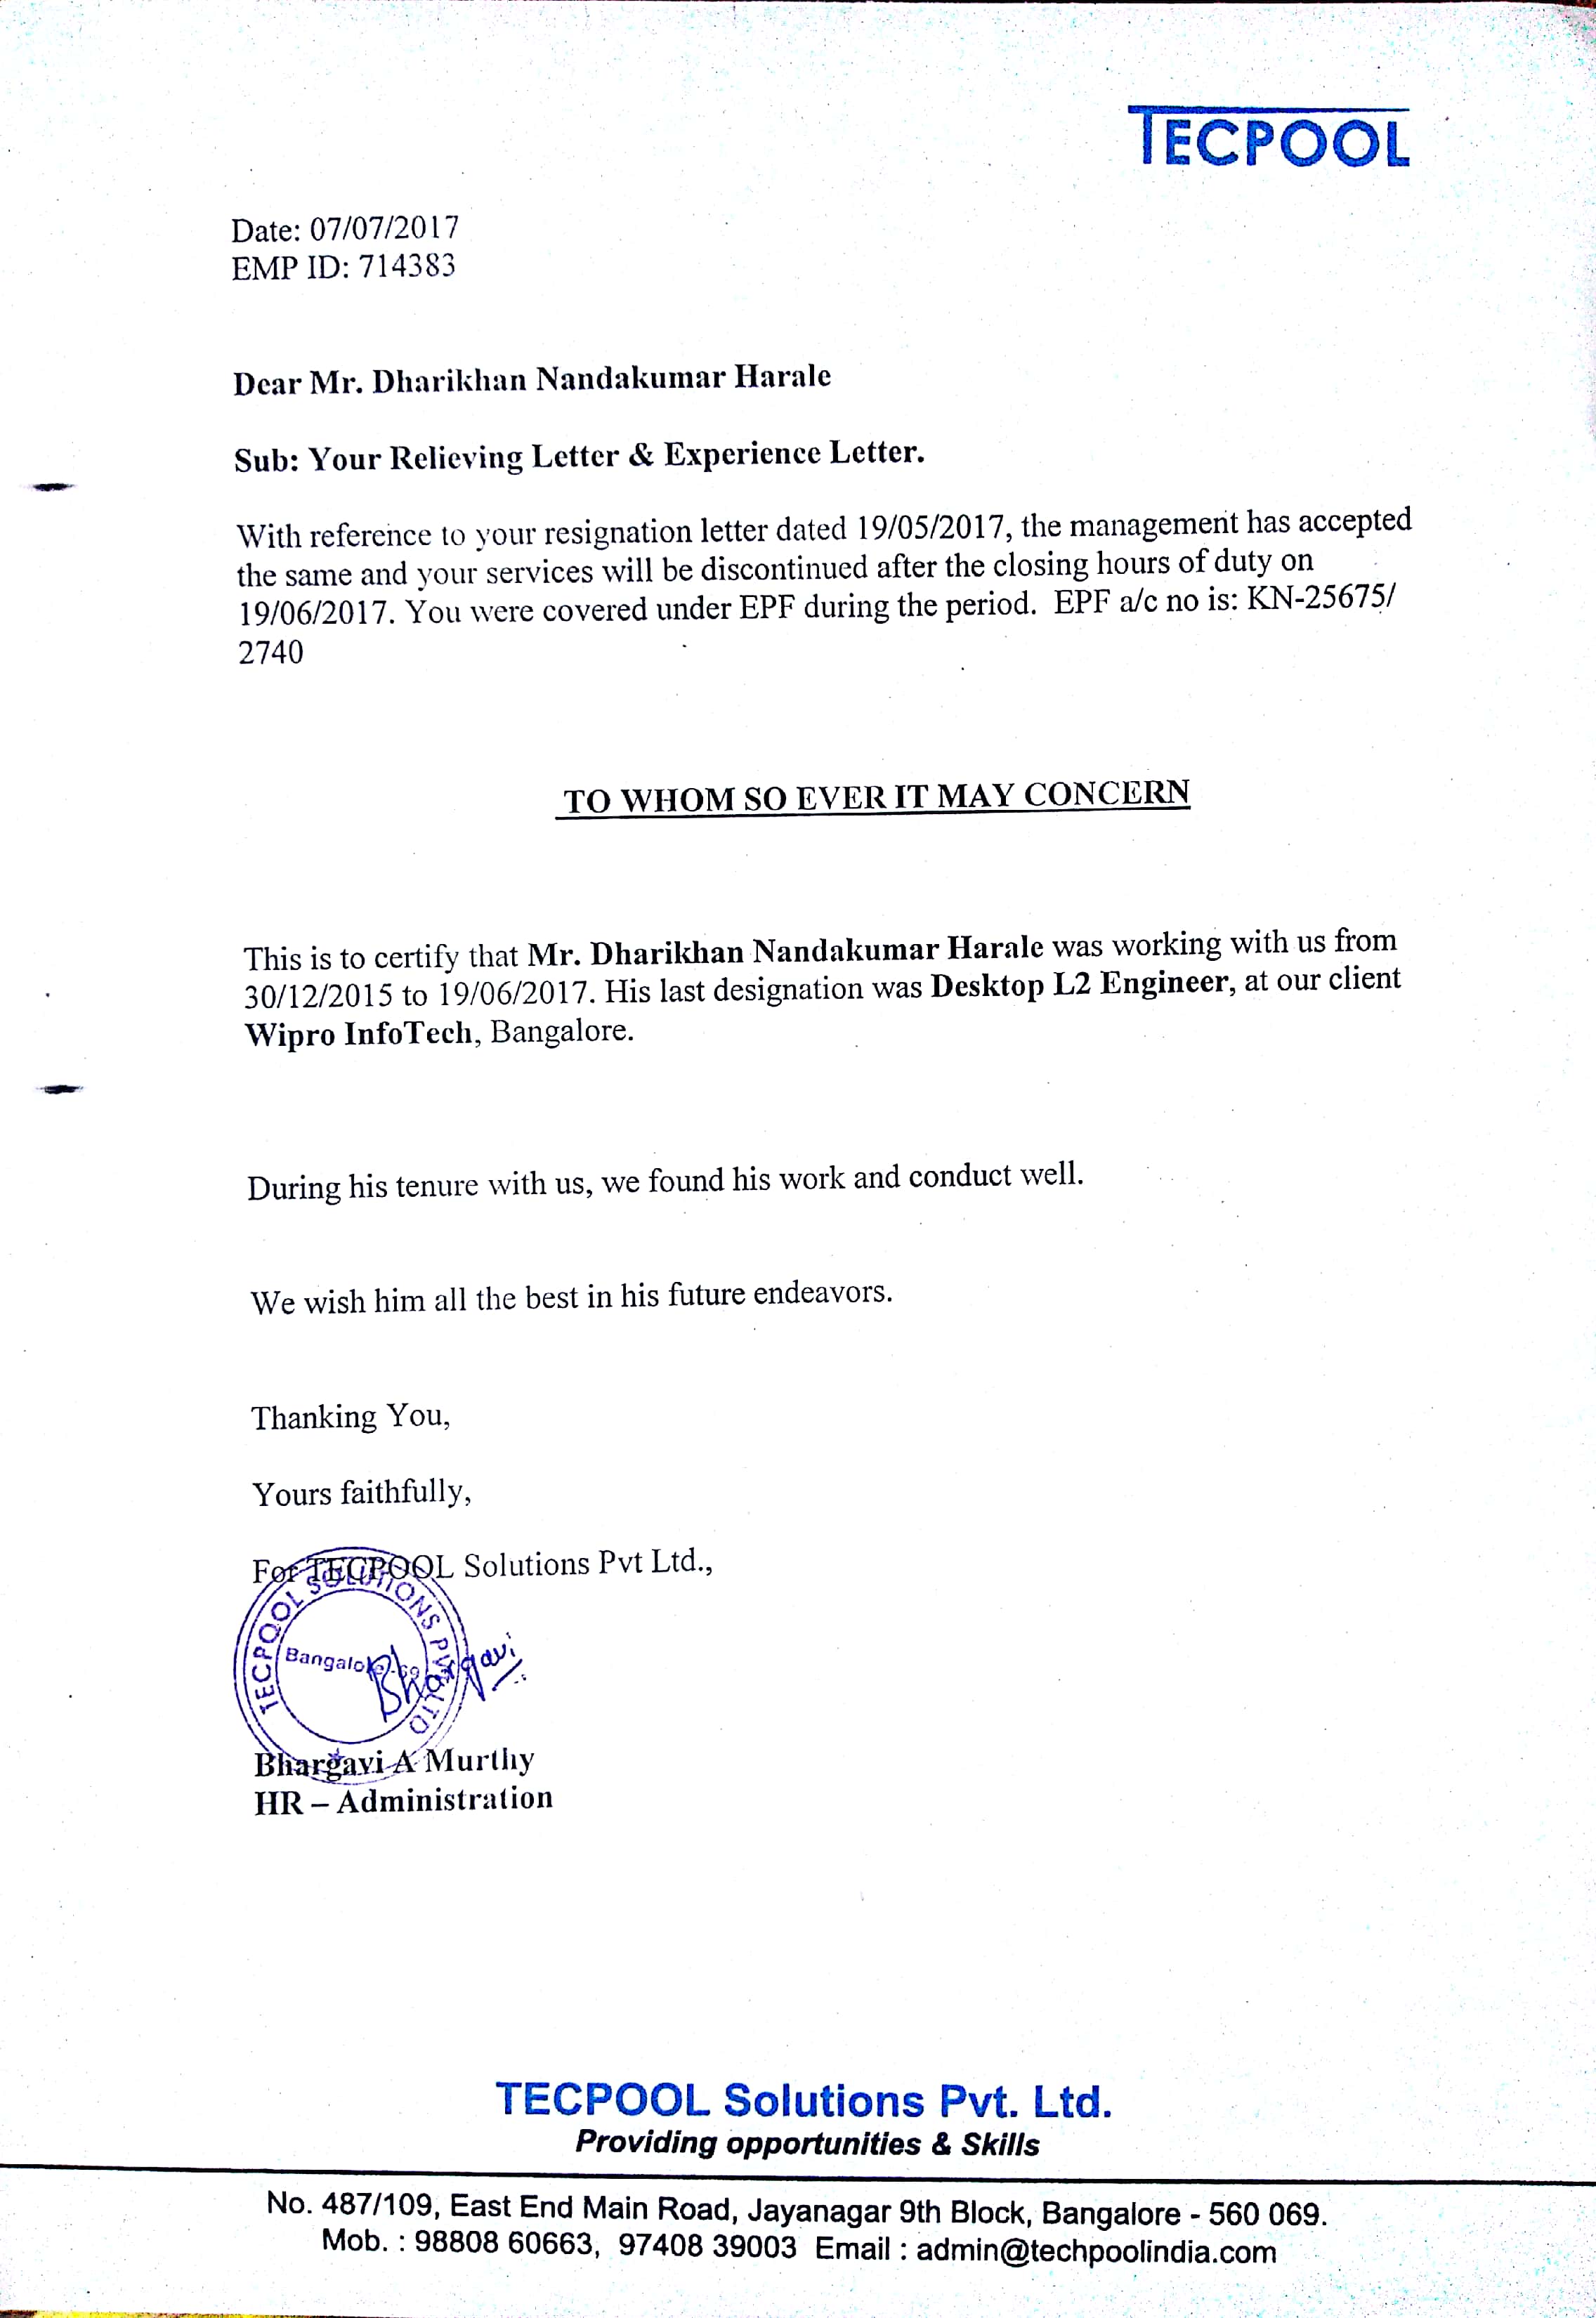 TECPOOL
Date: 07/07/2017
EMP ID: 714383
Dear Mr. Dharikhan Nandakumar Harale
Sub: Your Relieving Letter & Experience Letter.
With reference to your resignation letter dated 19/05/2017, the management has accepted
the same and your services will be discontinued after the closing hours of duty on
19/06/2017. You were covered under EPF during the period. EPF a/c no is: KN-25675/
2740
TO WHOM SO EVER IT MAY CONCERN
This is to certify that Mr. Dharikhan Nandakumar Harale was working with us from
30/12/2015 to 19/06/2017. His last designation was Desktop L2 Engineer, at our client
Wipro InfoTech, Bangalore.
During his tenure with us, we found his work and conduct well.
We wish him all the best in his future endeavors.
Thanking You,
Yours faithfully,
For TECPOOL Solutions Pvt Ltd.,
TECPOOL SOLUTIONS PVT LTD
Bangalore-69
Bhargavi
Bhargavi A Murthy
HR – Administration
TECPOOL Solutions Pvt. Ltd.
Providing opportunities & Skills
No. 487/109, East End Main Road, Jayanagar 9th Block, Bangalore - 560 069.
Mob. : 98808 60663, 97408 39003 Email : admin@techpoolindia.com